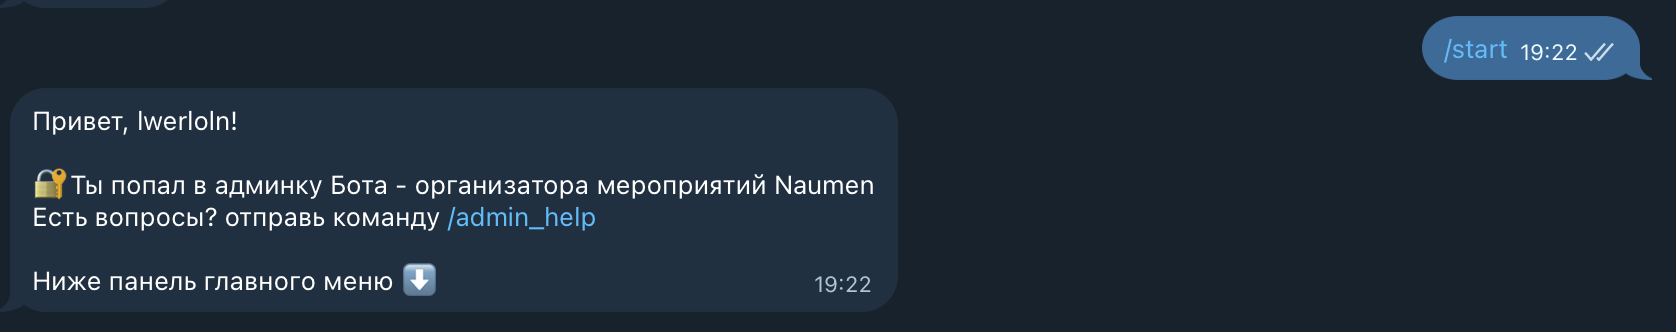 /start 19:22
Привет, lwerloln!
Ты попал в админку Бота - организатора мероприятий Naumen
Есть вопросы? отправь команду /admin_help
Ниже панель главного меню
19:22